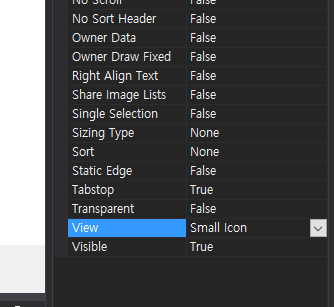 No Scroll False
No Sort Header False
Owner Data False
Owner Draw Fixed False
Right Align Text False
Share Image Lists False
Single Selection False
Sizing Type None
Sort None
Static Edge False
Tabstop True
Transparent False
View Small Icon
Visible True